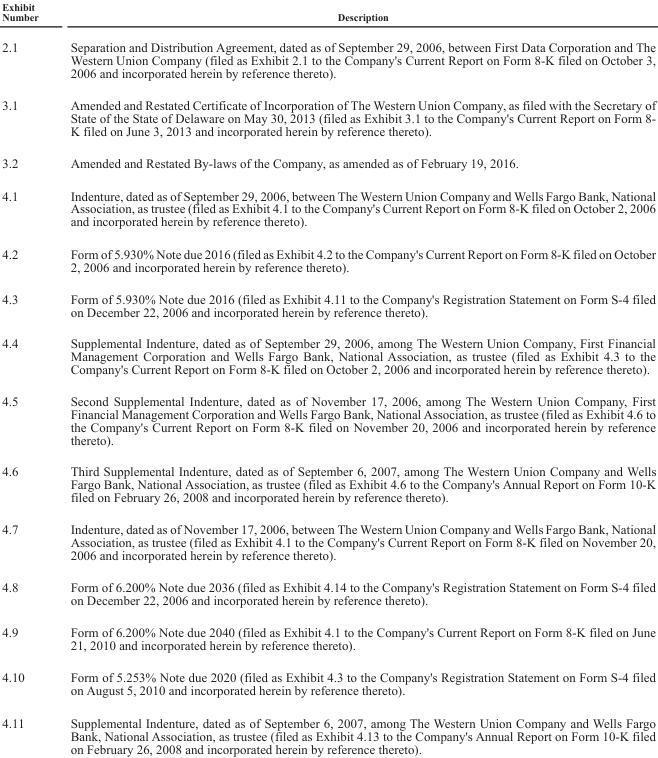 Exhibit
Number Description
2.1 Separation and Distribution Agreement, dated as of September 29, 2006, between First Data Corporation and The
Western Union Company (filed as Exhibit 2.1 to the Company's Current Report on Form 8-K filed on October 3,
2006 and incorporated herein by reference thereto).
3.1 Amended and Restated Certificate of Incorporation of The Western Union Company, as filed with the Secretary of
State of the State of Delaware on May 30, 2013 (filed as Exhibit 3.1 to the Company's Current Report on Form 8-
K filed on June 3, 2013 and incorporated herein by reference thereto).
3.2 Amended and Restated By-laws of the Company, as amended as of February 19, 2016.
4.1 Indenture, dated as of September 29, 2006, between The Western Union Company and Wells Fargo Bank, National
Association, as trustee (filed as Exhibit 4.1 to the Company's Current Report on Form 8-K filed on October 2, 2006
and incorporated herein by reference thereto).
4.2 Form of 5.930% Note due 2016 (filed as Exhibit 4.2 to the Company's Current Report on Form 8-K filed on October
2, 2006 and incorporated herein by reference thereto).
4.3 Form of 5.930% Note due 2016 (filed as Exhibit 4.11 to the Company's Registration Statement on Form S-4 filed
on December 22, 2006 and incorporated herein by reference thereto).
4.4 Supplemental Indenture, dated as of September 29, 2006, among The Western Union Company, First Financial
Management Corporation and Wells Fargo Bank, National Association, as trustee (filed as Exhibit 4.3 to the
Company's Current Report on Form 8-K filed on October 2, 2006 and incorporated herein by reference thereto).
4.5 Second Supplemental Indenture, dated as of November 17, 2006, among The Western Union Company, First
Financial Management Corporation and Wells Fargo Bank, National Association, as trustee (filed as Exhibit 4.6 to
the Company's Current Report on Form 8-K filed on November 20, 2006 and incorporated herein by reference
thereto).
4.6 Third Supplemental Indenture, dated as of September 6, 2007, among The Western Union Company and Wells
Fargo Bank, National Association, as trustee (filed as Exhibit 4.6 to the Company's Annual Report on Form 10-K
filed on February 26, 2008 and incorporated herein by reference thereto).
4.7 Indenture, dated as of November 17, 2006, between The Western Union Company and Wells Fargo Bank, National
Association, as trustee (filed as Exhibit 4.1 to the Company's Current Report on Form 8-K filed on November 20,
2006 and incorporated herein by reference thereto).
4.8 Form of 6.200% Note due 2036 (filed as Exhibit 4.14 to the Company's Registration Statement on Form S-4 filed
on December 22, 2006 and incorporated herein by reference thereto).
4.9 Form of 6.200% Note due 2040 (filed as Exhibit 4.1 to the Company's Current Report on Form 8-K filed on June
21, 2010 and incorporated herein by reference thereto).
4.10 Form of 5.253% Note due 2020 (filed as Exhibit 4.3 to the Company's Registration Statement on Form S-4 filed
on August 5, 2010 and incorporated herein by reference thereto).
4.11 Supplemental Indenture, dated as of September 6, 2007, among The Western Union Company and Wells Fargo
Bank, National Association, as trustee (filed as Exhibit 4.13 to the Company's Annual Report on Form 10-K filed
on February 26, 2008 and incorporated herein by reference thereto).